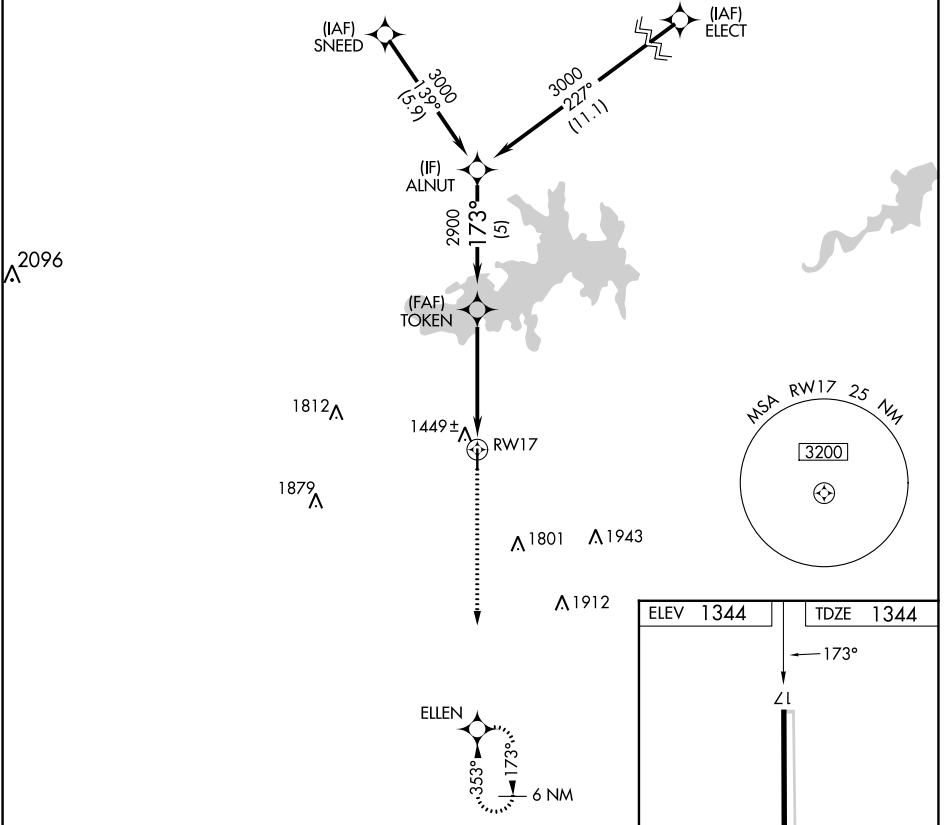 (IAF)
SNEED
(IAF)
ELECT
3000
139°
(5.9)
3000
227°
(11.1)
(IF)
ALNUT
2900
173°
(5)
2096
(FAF)
TOKEN
1812
1449±
RW17
MSA RW17 25 NM
3200
1879
1801
1943
1912
ELEV 1344
TDZE 1344
173°
17
ELLEN
353°
173°
6 NM